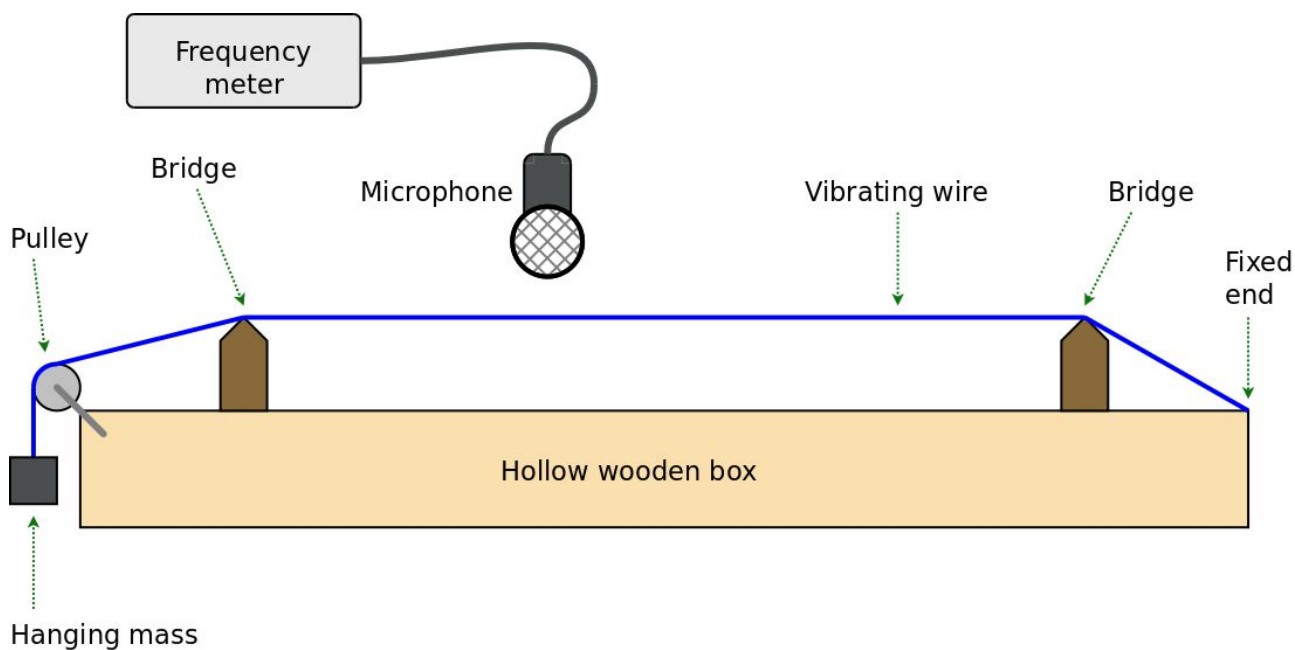 Frequency
meter
Bridge
Microphone
Vibrating wire
Bridge
Pulley
Fixed
end
Hollow wooden box
Hanging mass